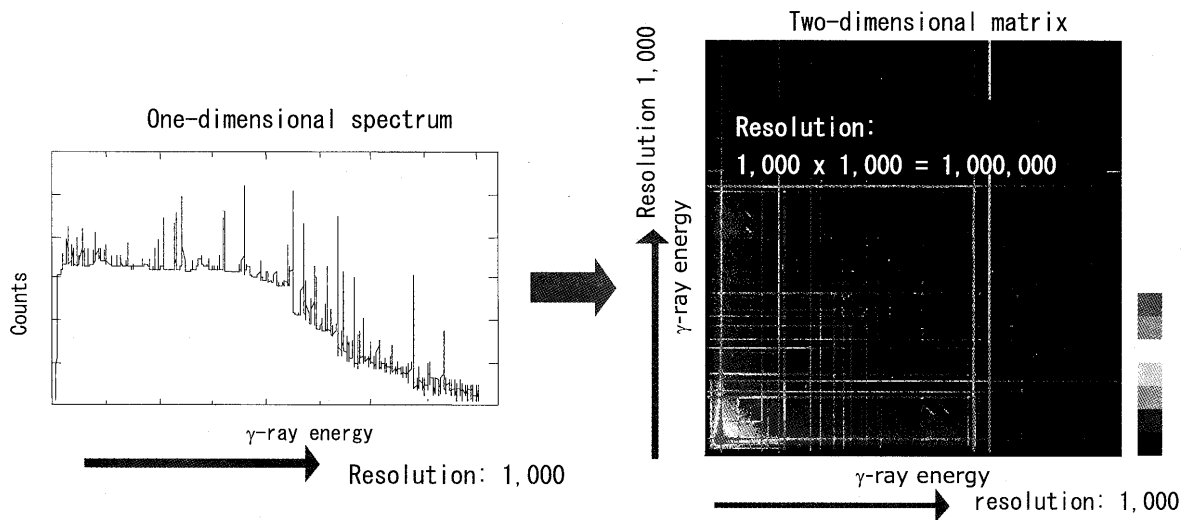 One-dimensional spectrum
Counts
γ-ray energy
Resolution: 1,000
Two-dimensional matrix
Resolution 1,000
γ-ray energy
Resolution:
1,000 x 1,000 = 1,000,000
γ-ray energy
resolution: 1,000